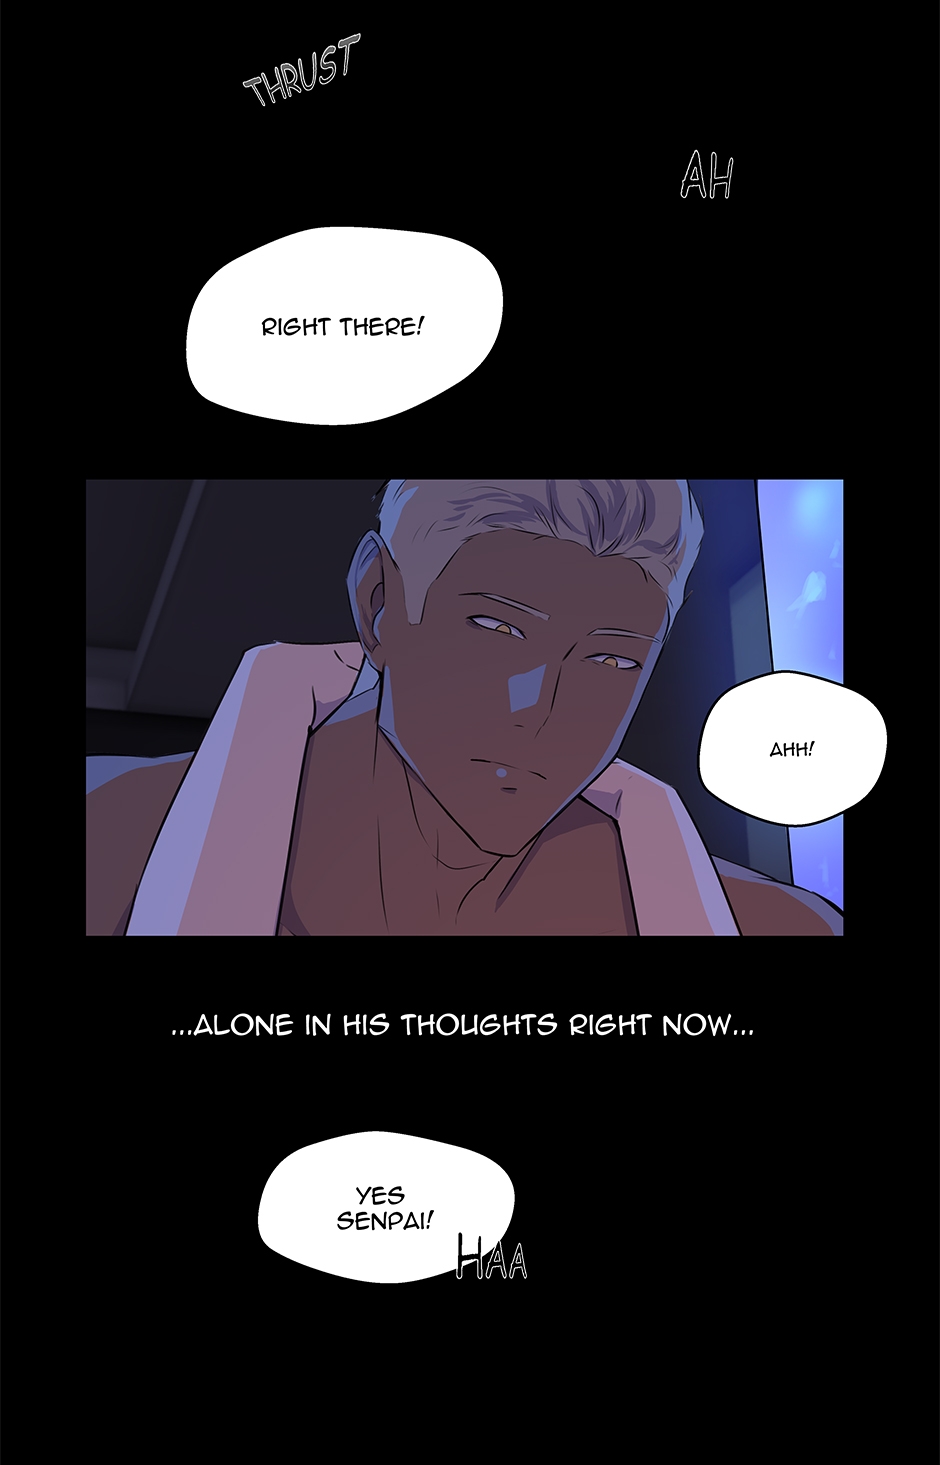 THRUST
AH
RIGHT THERE!
AHH!
...ALONE IN HIS THOUGHTS RIGHT NOW...
YES
SENPAI!
HAA